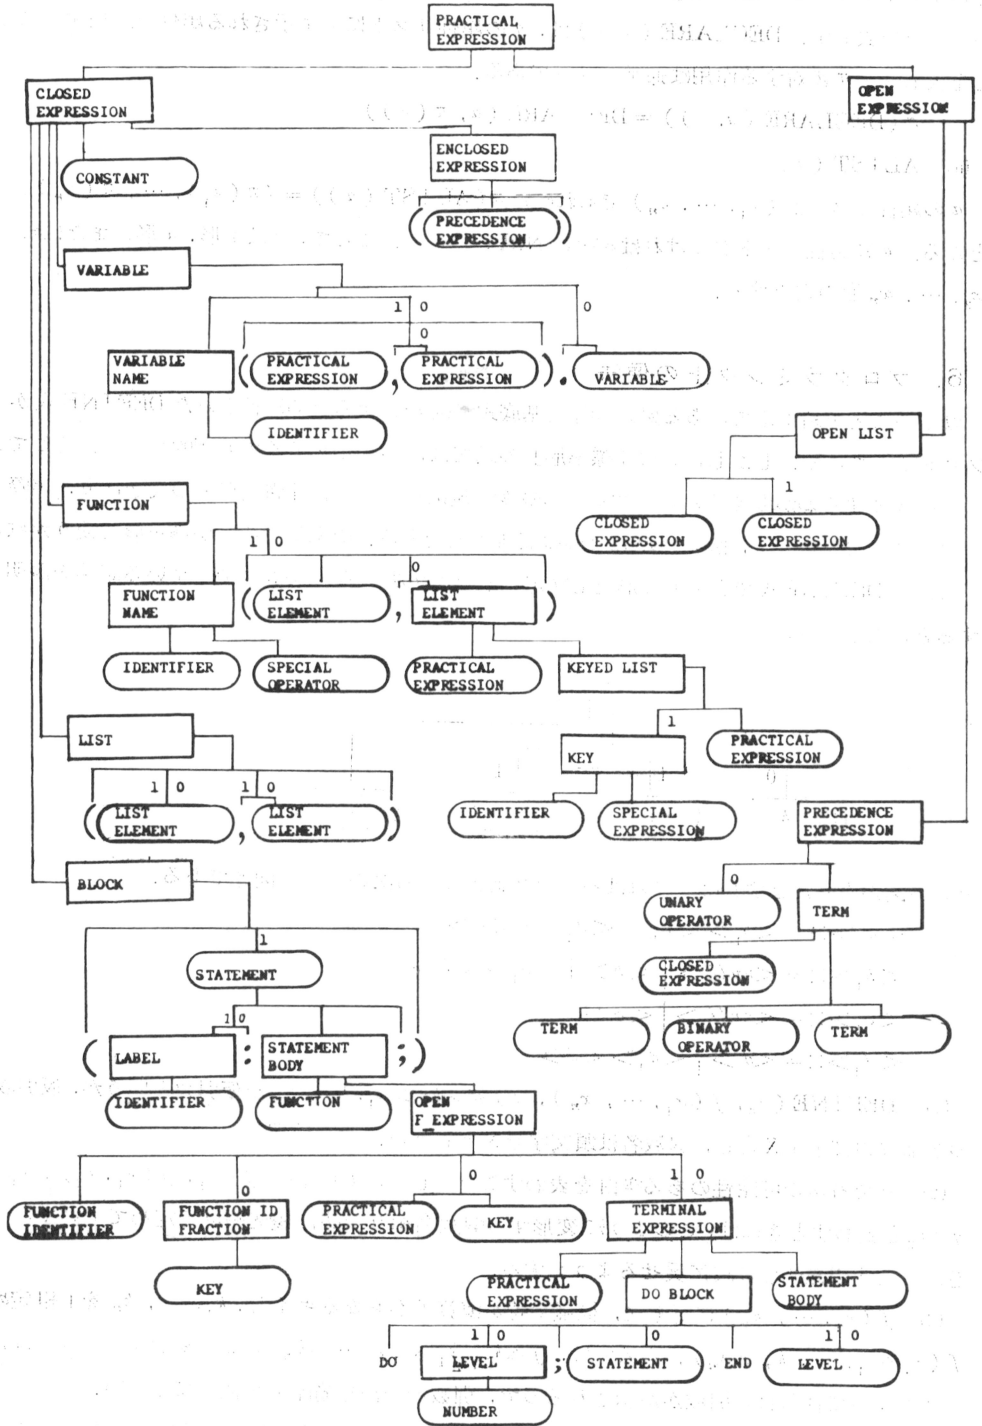 PRACTICAL
EXPRESSION
CLOSED
EXPRESSION
OPEN
EXPRESSION
CONSTANT
ENCLOSED
EXPRESSION
( PRECEDENCE
EXPRESSION )
VARIABLE
1 0
0
0
VARIABLE
NAME
( PRACTICAL
EXPRESSION , PRACTICAL
EXPRESSION ) . VARIABLE
IDENTIFIER
OPEN LIST
1
CLOSED
EXPRESSION
CLOSED
EXPRESSION
FUNCTION
1 0
0
FUNCTION
NAME
( LIST
ELEMENT , LIST
ELEMENT )
IDENTIFIER
SPECIAL
OPERATOR
PRACTICAL
EXPRESSION
KEYED LIST
1
LIST
KEY
PRACTICAL
EXPRESSION
1 0
1 0
( LIST
ELEMENT , LIST
ELEMENT )
IDENTIFIER
SPECIAL
EXPRESSION
PRECEDENCE
EXPRESSION
BLOCK
0
UNARY
OPERATOR
TERM
1
STATEMENT
CLOSED
EXPRESSION
1 0
( LABEL : STATEMENT
BODY ; )
TERM
BINARY
OPERATOR
TERM
IDENTIFIER
FUNCTION
OPEN
F_EXPRESSION
0
0
1 0
FUNCTION
IDENTIFIER
FUNCTION ID
FRACTION
PRACTICAL
EXPRESSION
KEY
TERMINAL
EXPRESSION
KEY
PRACTICAL
EXPRESSION
DO BLOCK
STATEMENT
BODY
1 0
0
1 0
DO LEVEL ; STATEMENT END LEVEL
NUMBER